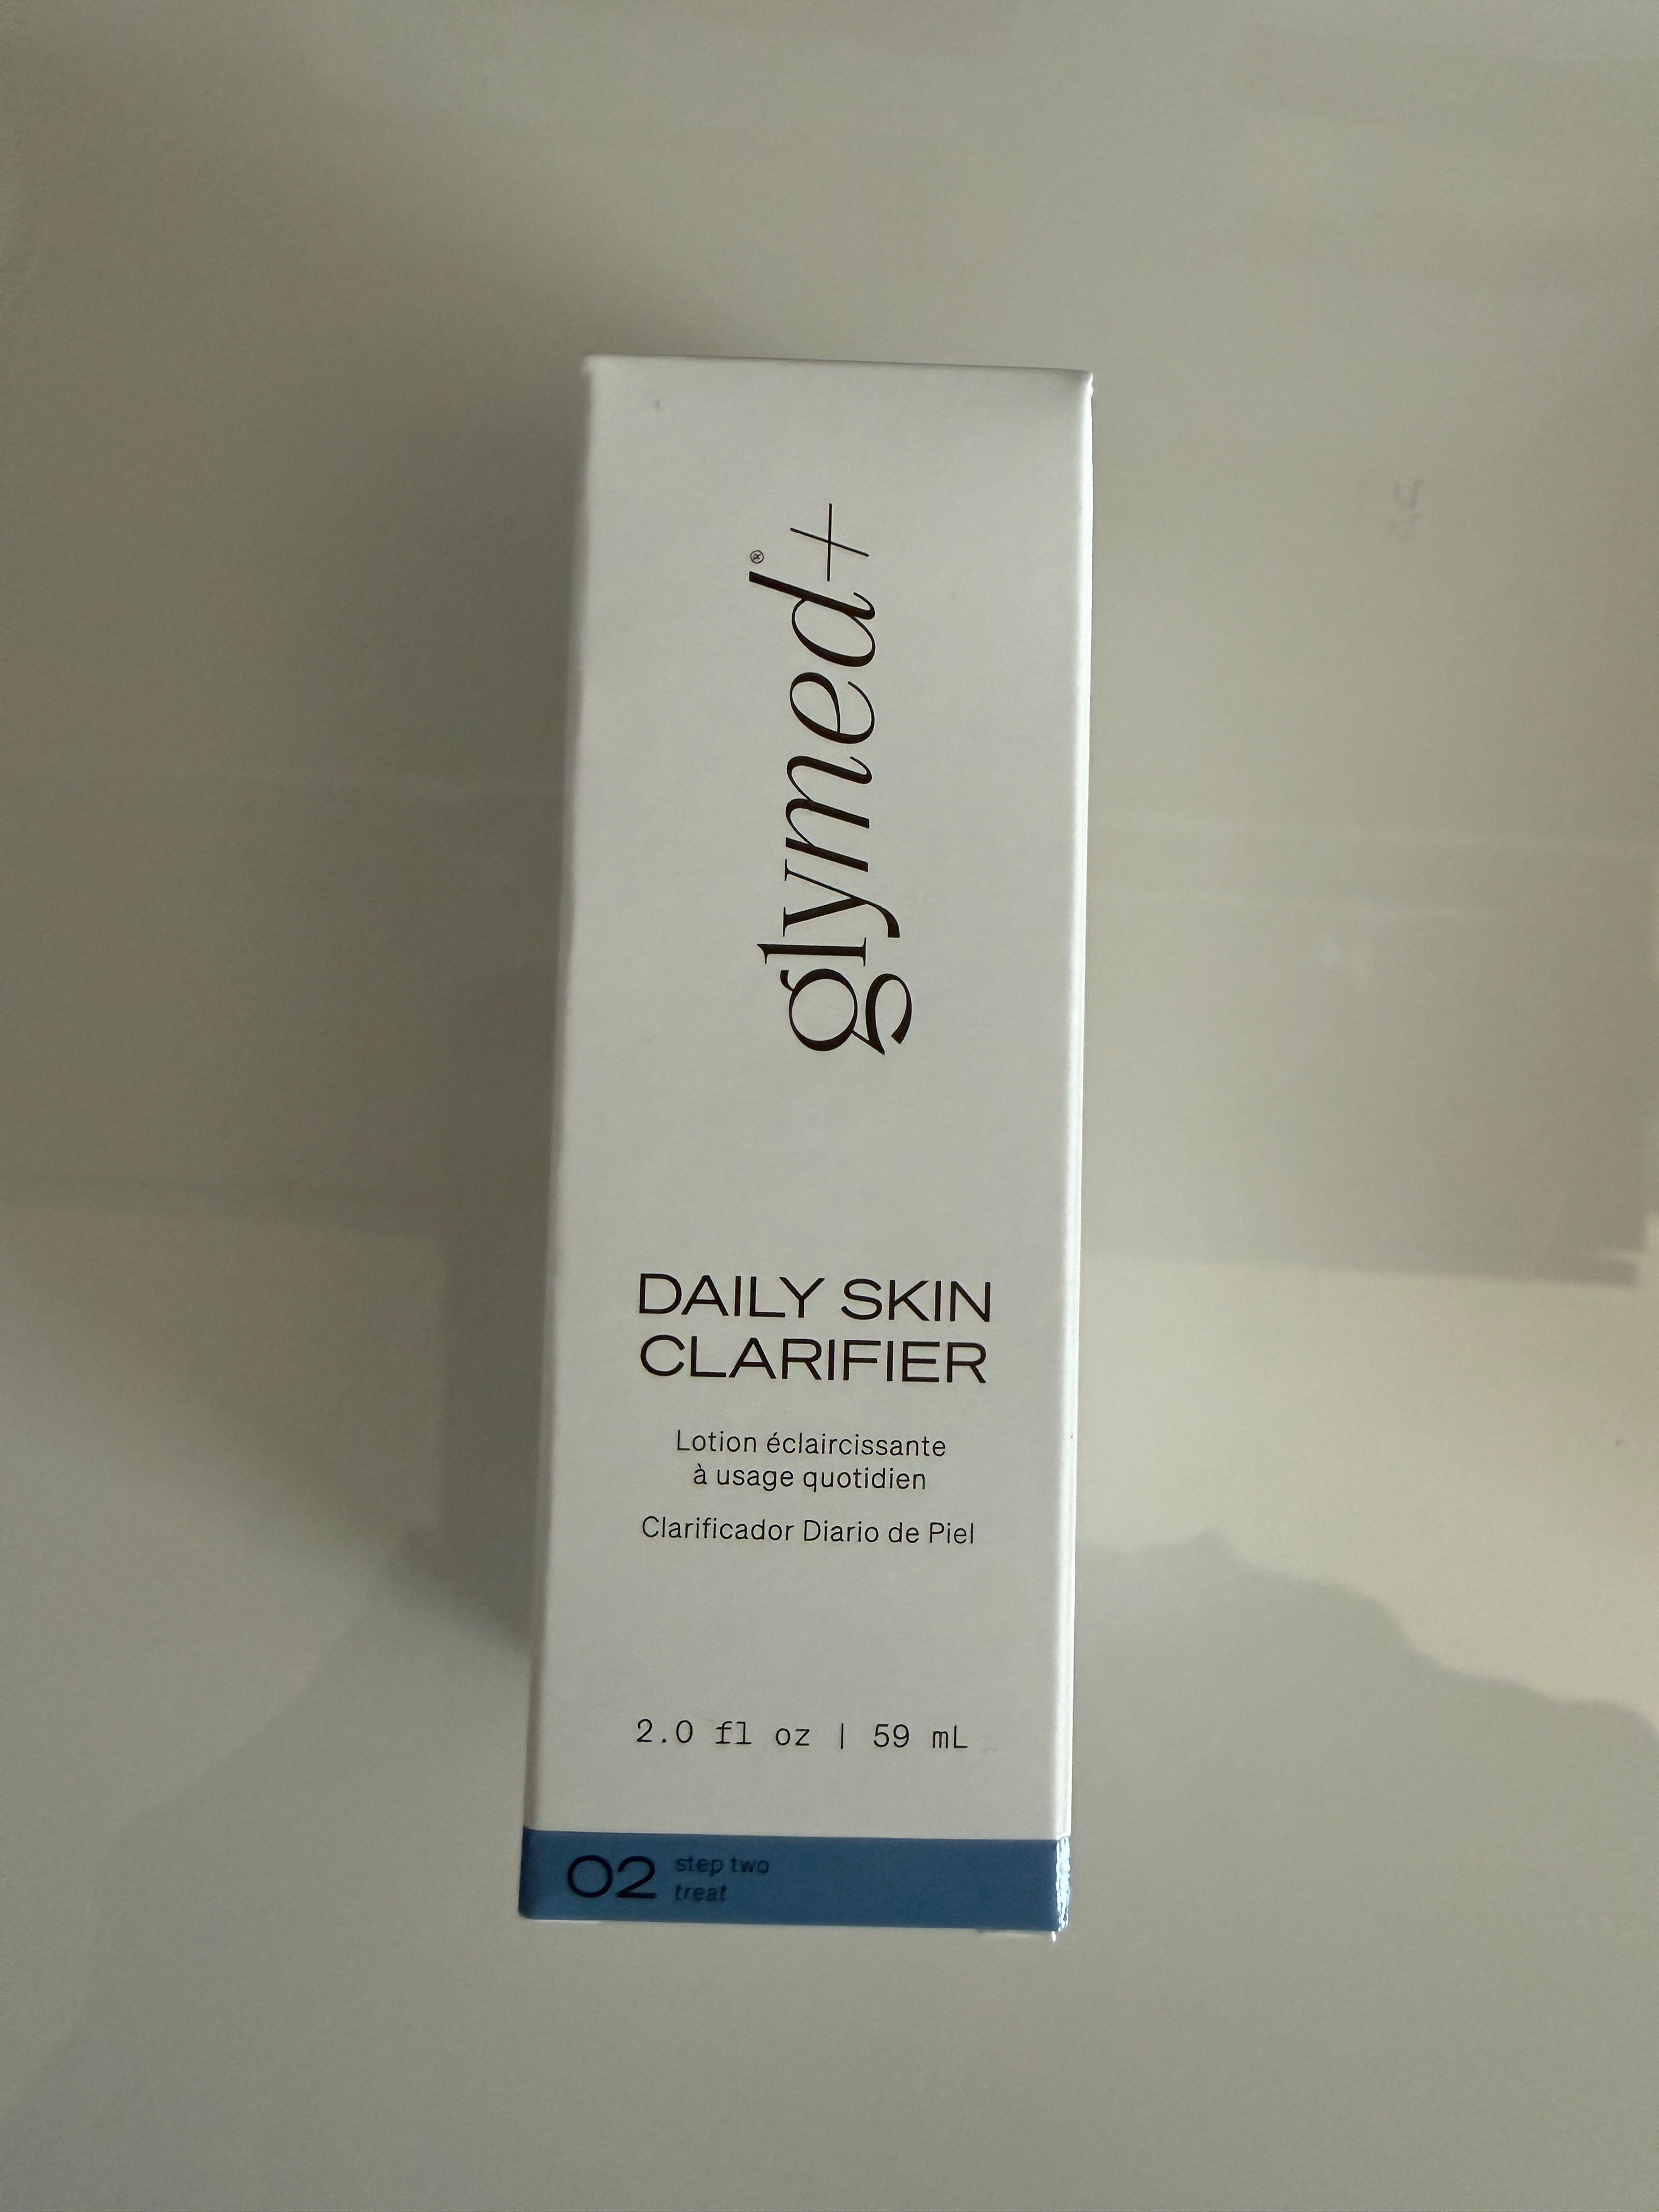 glymed+®
DAILY SKIN
CLARIFIER
Lotion éclaircissante
à usage quotidien
Clarificador Diario de Piel
2.0 fl oz | 59 mL
02 step two
treat